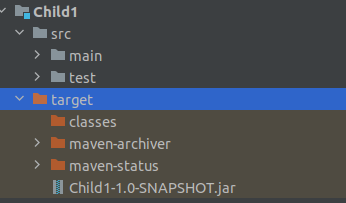 Child1
src
main
test
target
classes
maven-archiver
maven-status
Child1-1.0-SNAPSHOT.jar